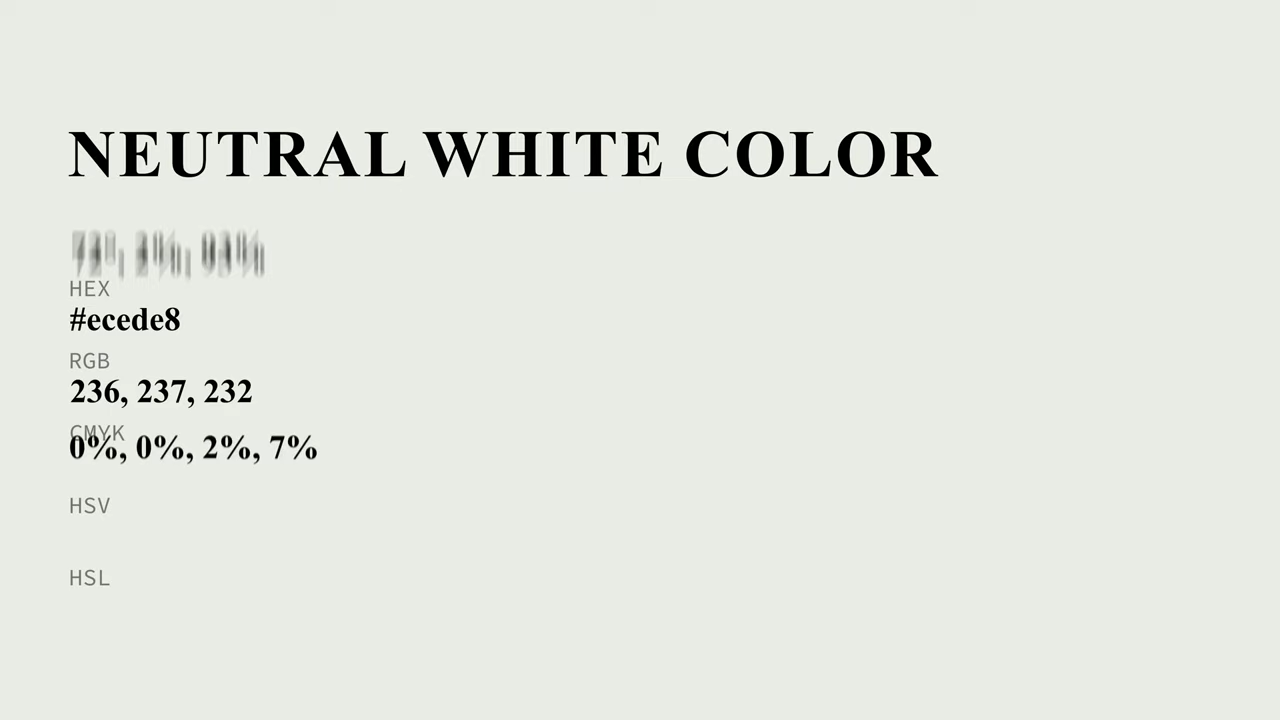 NEUTRAL WHITE COLOR
HEX
#ecede8
RGB
236, 237, 232
CMYK
0%, 0%, 2%, 7%
HSV
HSL